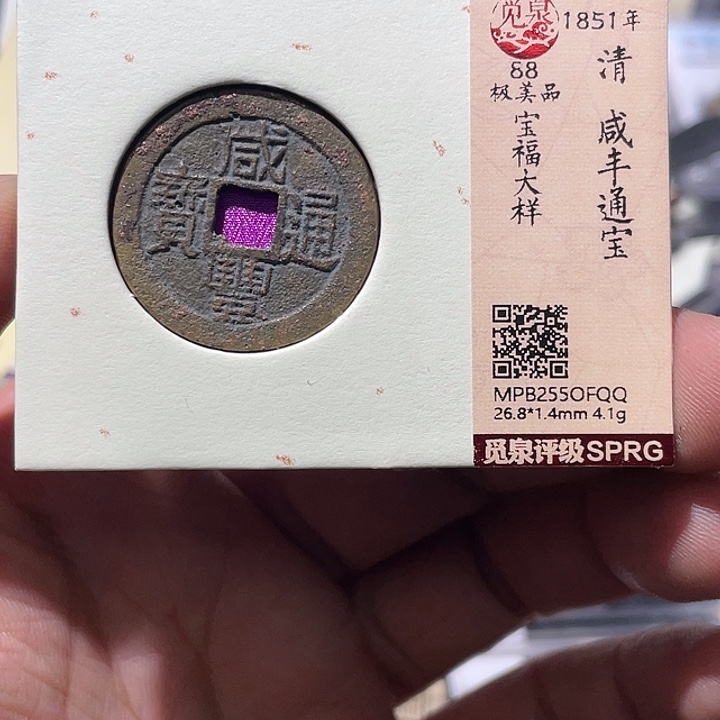 咸豐通寶
觅泉
1851年
清 咸丰通宝
88
极美品
宝福大样
MPB255OFQQ
26.8*1.4mm 4.1g
觅泉评级SPRG